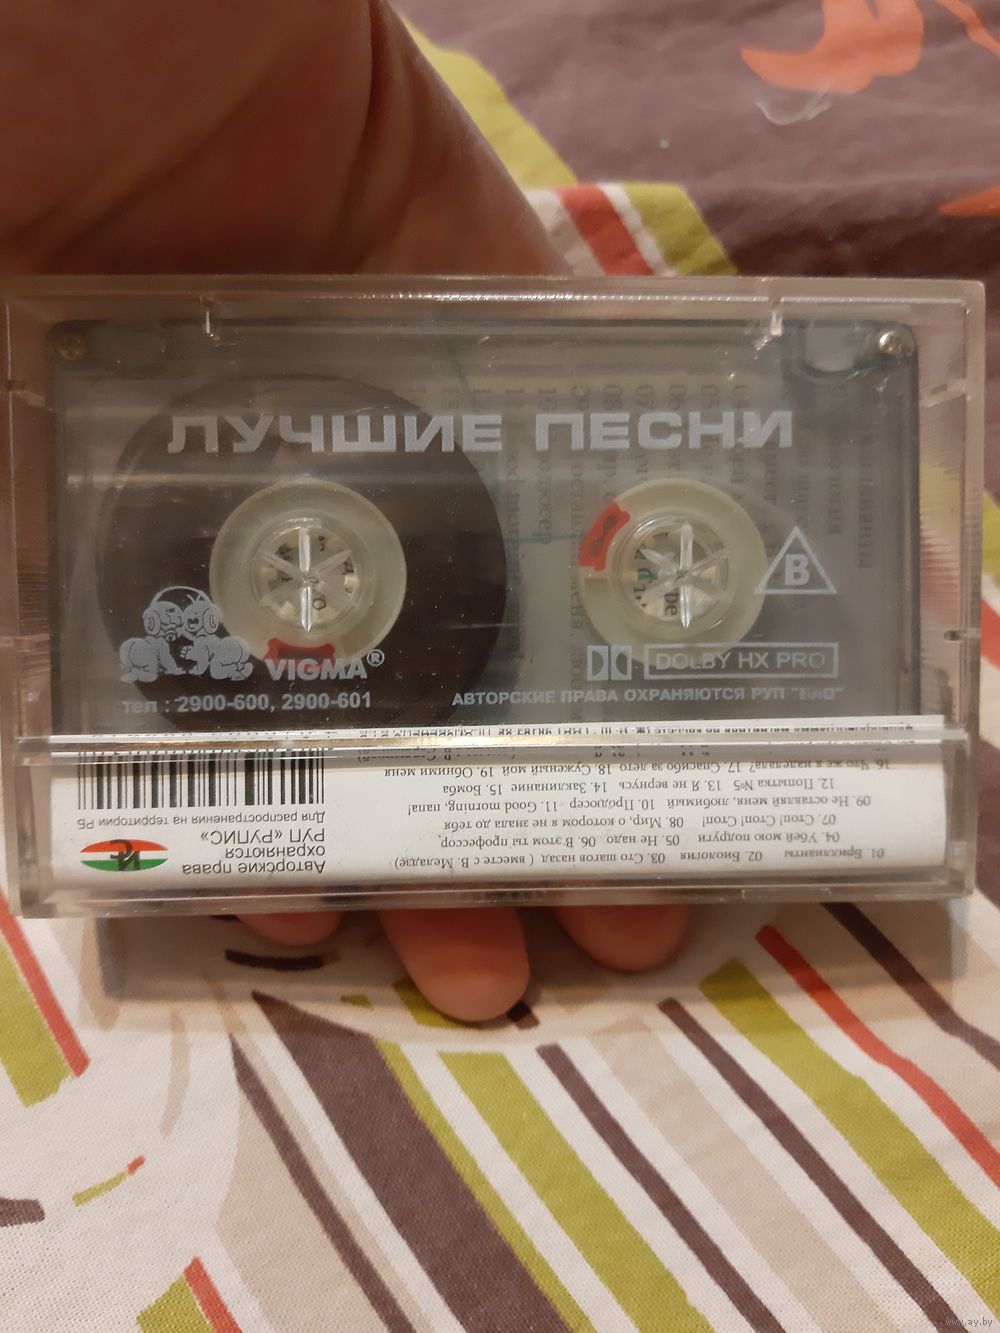 ЛУЧШИЕ ПЕСНИ
B
VIGMA®
DOLBY HX PRO
тел : 2900-600, 2900-601
АВТОРСКИЕ ПРАВА ОХРАНЯЮТСЯ РУП
01. Бриллианты 02. Биология 03. Сто шагов назад ( вместе с В. Меладзе)
04. Убей мою подругу 05. Не надо 06. В этом ты профессор,
07. Стоп! Стоп! Стоп! 08. Мир, о котором я не знала до тебя
09. Не оставляй меня, любимый 10. Продюсер 11. Good morning, папа!
12. Попытка №5 13. Я не вернусь 14. Заклинание 15. Бомба
16. Что же я наделала? 17. Спасибо за лето 18. Суженый мой 19. Обними меня
Авторские права
охраняются
РУП «РУПИС»
Для распространения на территории РБ
www.ay.by